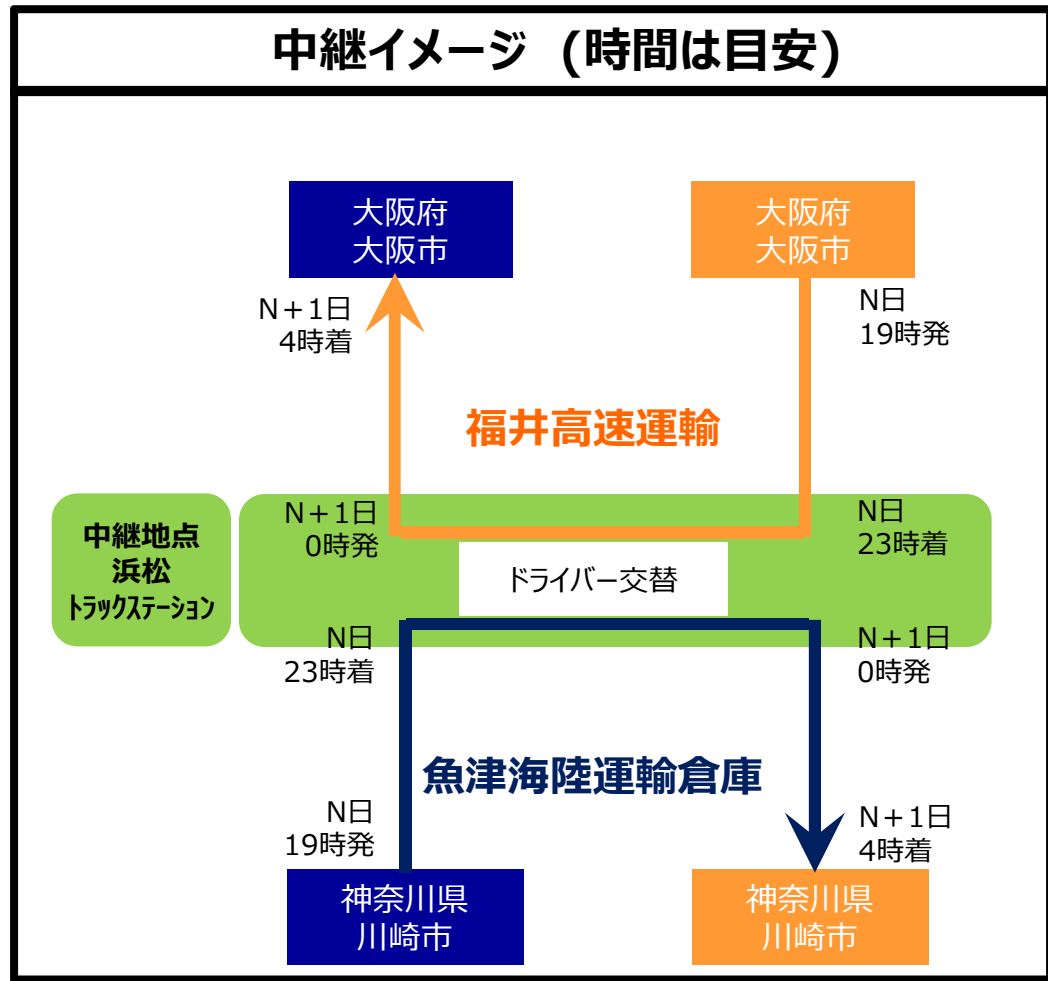 中継イメージ (時間は目安)
大阪府
大阪市
大阪府
大阪市
N+1日
4時着
N日
19時発
福井高速運輸
中継地点
浜松
トラックステーション
N+1日
0時発
N日
23時着
ドライバー交替
N日
23時着
N+1日
0時発
魚津海陸運輸倉庫
N日
19時発
N+1日
4時着
神奈川県
川崎市
神奈川県
川崎市